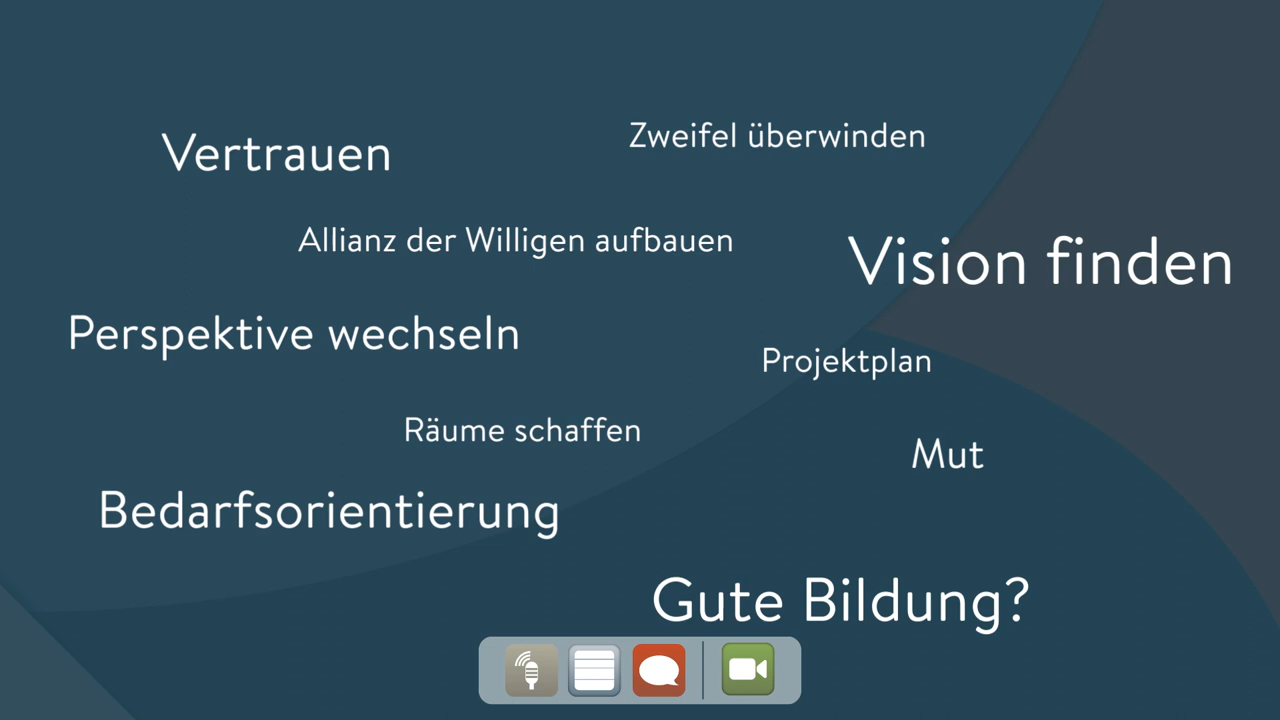 Vertrauen
Zweifel überwinden
Allianz der Willigen aufbauen
Vision finden
Perspektive wechseln
Projektplan
Räume schaffen
Mut
Bedarfsorientierung
Gute Bildung?